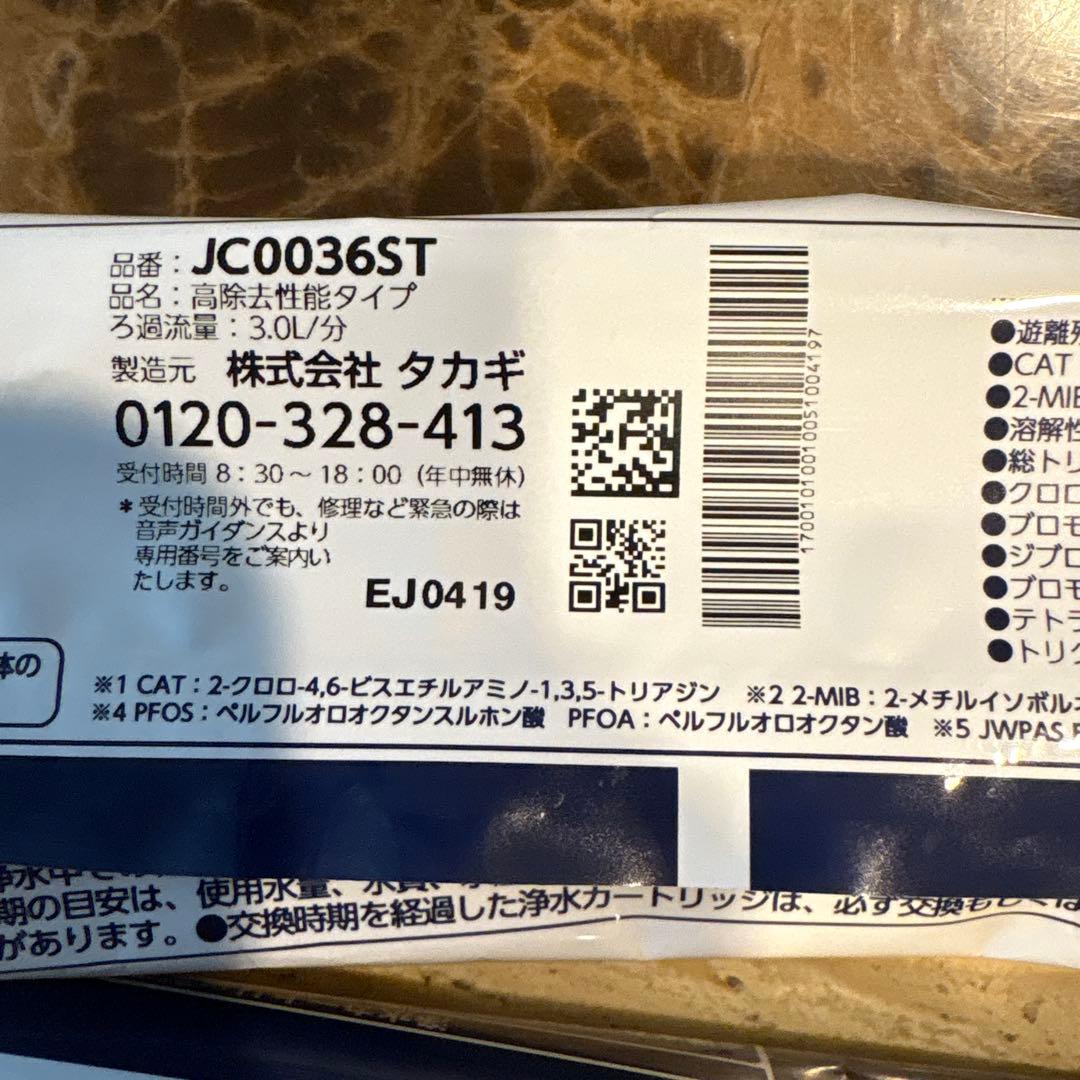 品番：JC0036ST
品名：高除去性能タイプ
ろ過流量：3.0L/分
製造元 株式会社 タカギ
0120-328-413
受付時間 8：30～18：00（年中無休）
＊受付時間外でも、修理など緊急の際は
音声ガイダンスより
専用番号をご案内い
たします。
EJ0419
17001010010051004197
●遊離残
●CAT
●2-MIB
●溶解性
●総トリ
●クロロ
●ブロモ
●ジブロ
●ブロモ
●テトラ
●トリク
体の
※1 CAT：2-クロロ-4,6-ビスエチルアミノ-1,3,5-トリアジン ※2 2-MIB：2-メチルイソボルネ
※4 PFOS：ペルフルオロオクタンスルホン酸 PFOA：ペルフルオロオクタン酸 ※5 JWPAS
期の目安は、使用水量、水質、
があります。●交換時期を経過した浄水カートリッジは、必ず交換もしくは